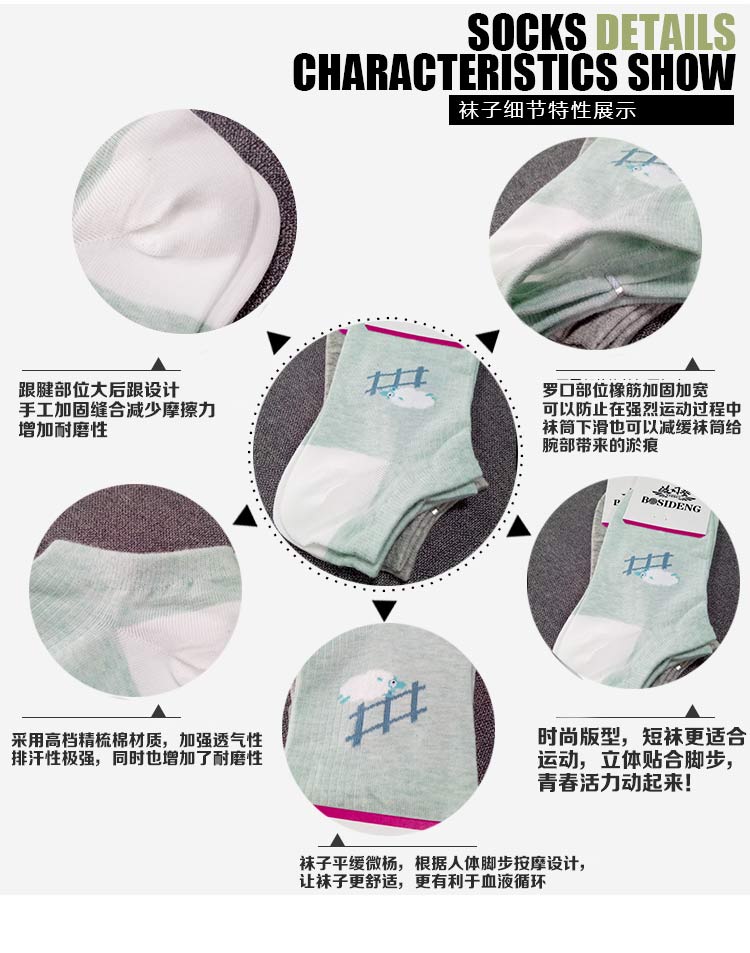 SOCKS DETAILS
CHARACTERISTICS SHOW
袜子细节特性展示
跟腱部位大后跟设计
手工加固缝合减少摩擦力
增加耐磨性
罗口部位橡筋加固加宽
可以防止在强烈运动过程中
袜筒下滑也可以减缓袜筒给
腕部带来的淤痕
BOSIDENG
采用高档精梳棉材质，加强透气性
排汗性极强，同时也增加了耐磨性
时尚版型，短袜更适合
运动，立体贴合脚步，
青春活力动起来！
袜子平缓微杨，根据人体脚步按摩设计，
让袜子更舒适，更有利于血液循环